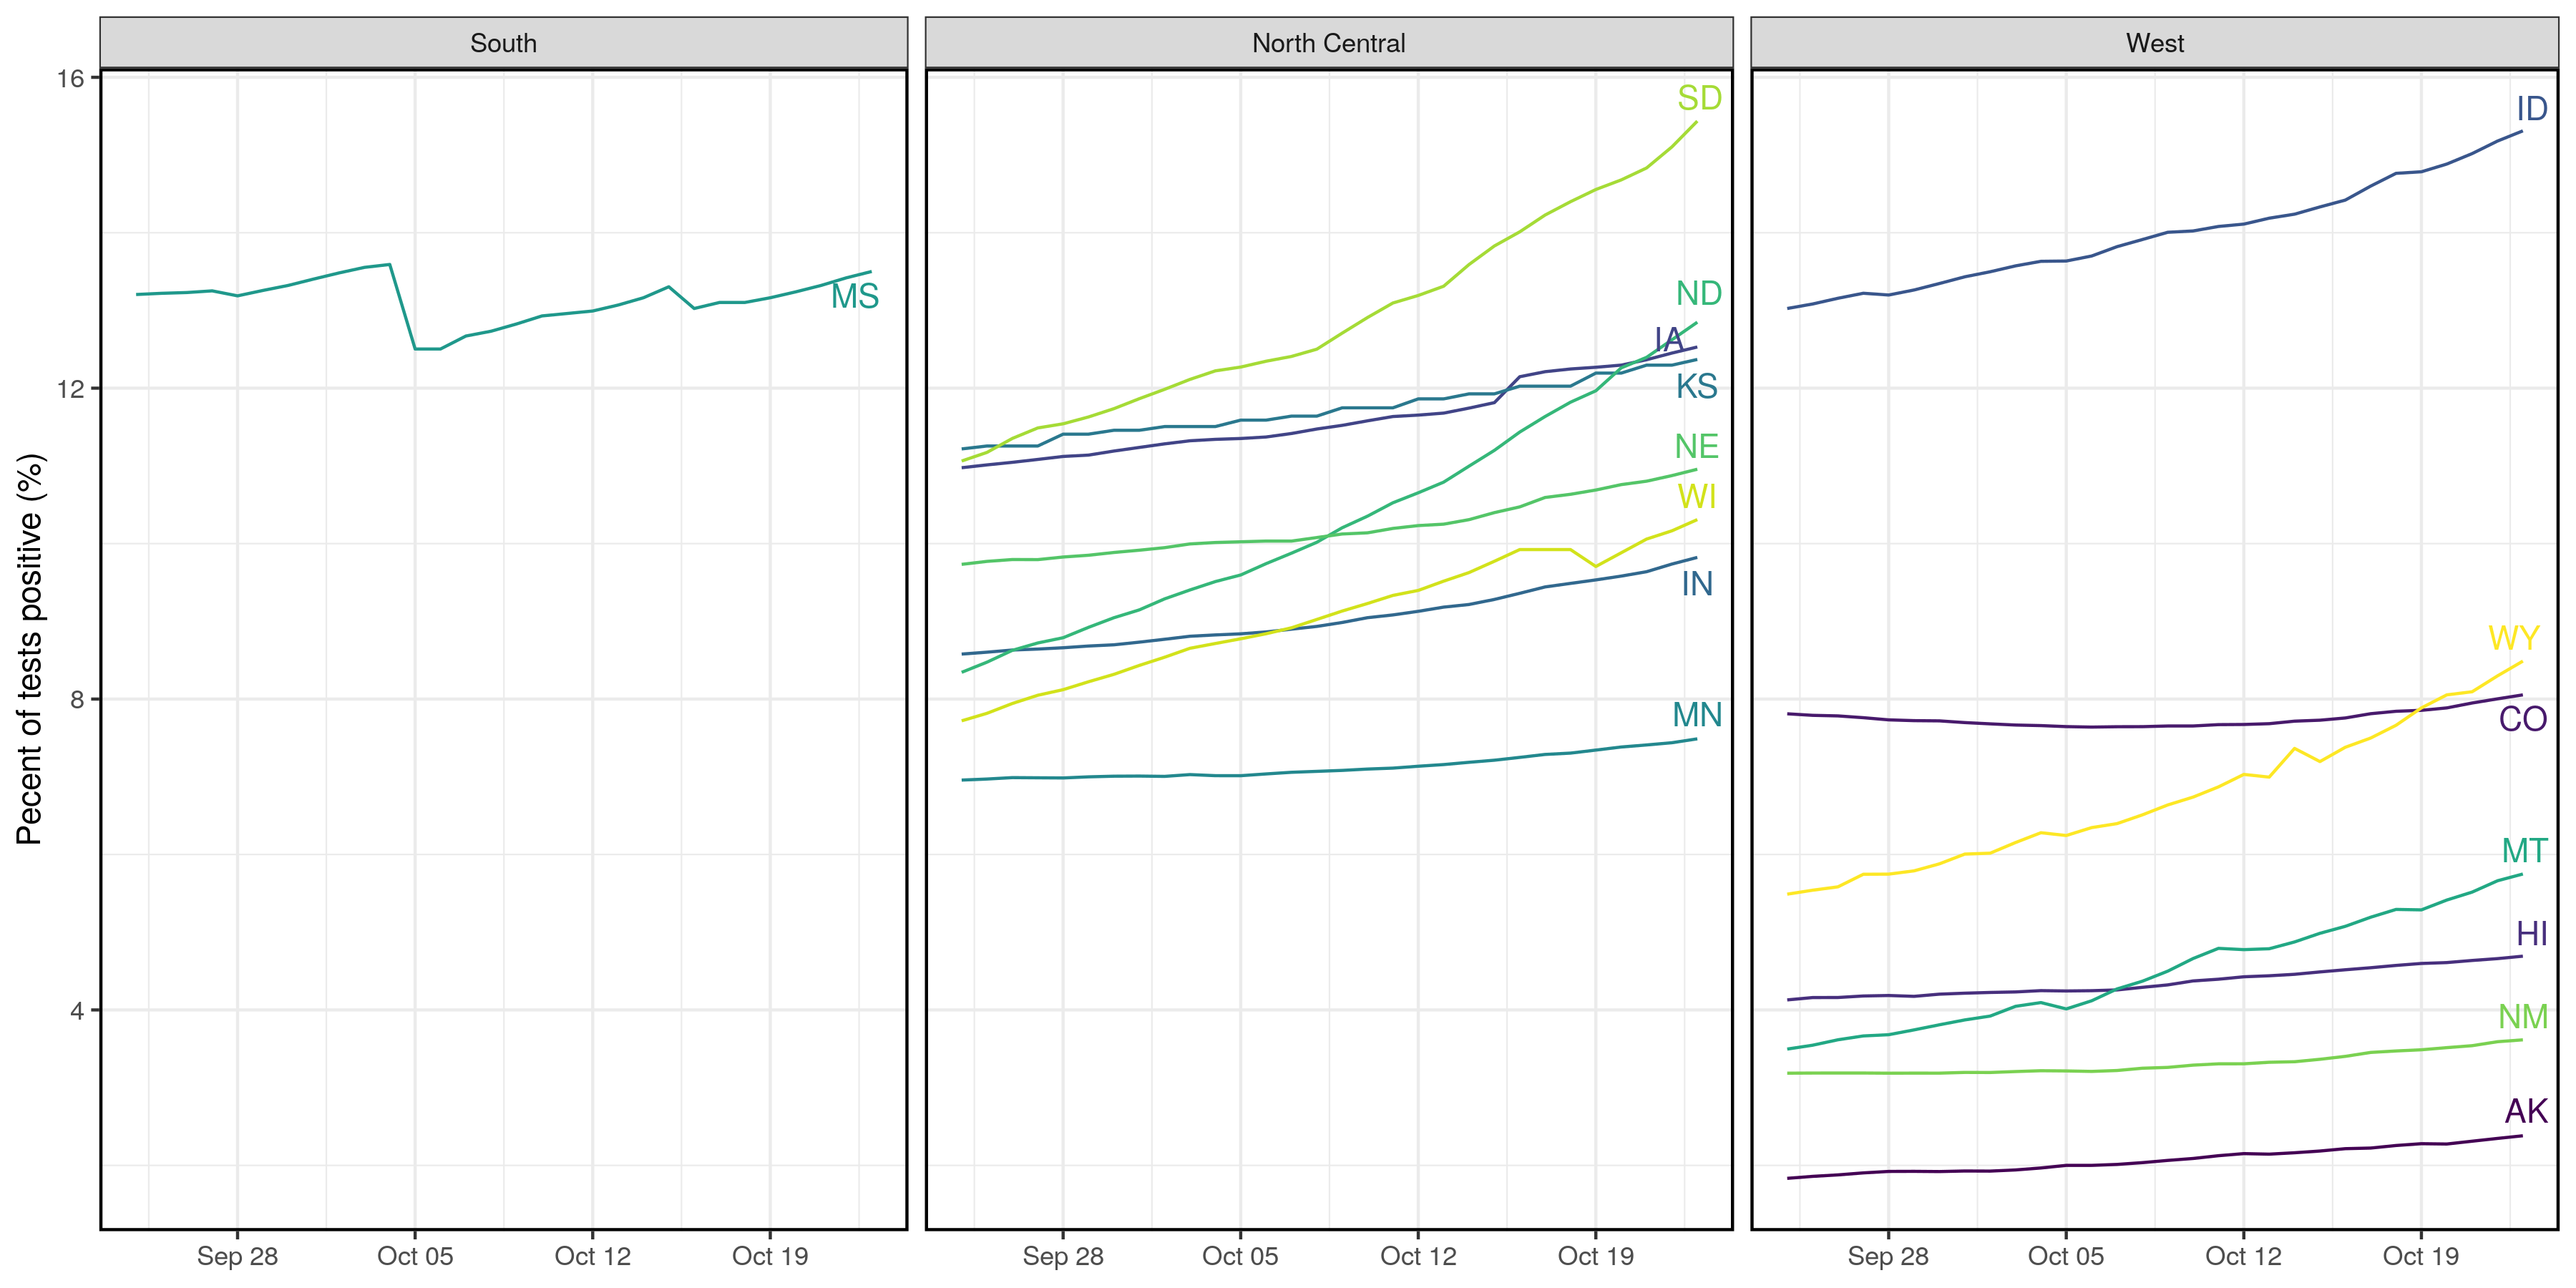 South
North Central
West
Pecent of tests positive (%)
16
12
8
4
MS
SD
ND
IA
KS
NE
WI
IN
MN
ID
WY
CO
MT
HI
NM
AK
Sep 28 Oct 05 Oct 12 Oct 19
Sep 28 Oct 05 Oct 12 Oct 19
Sep 28 Oct 05 Oct 12 Oct 19